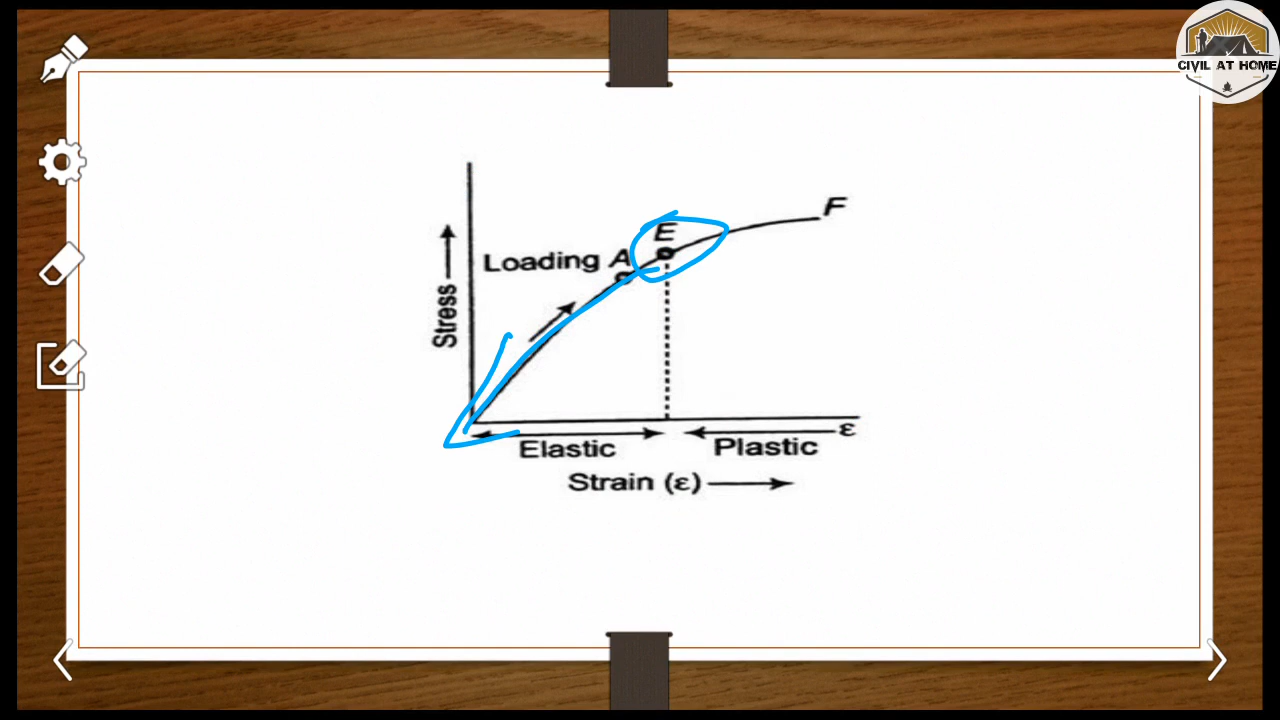 CIVIL AT HOME
F
E
Loading A
Stress
ε
Elastic
Plastic
Strain (ε)